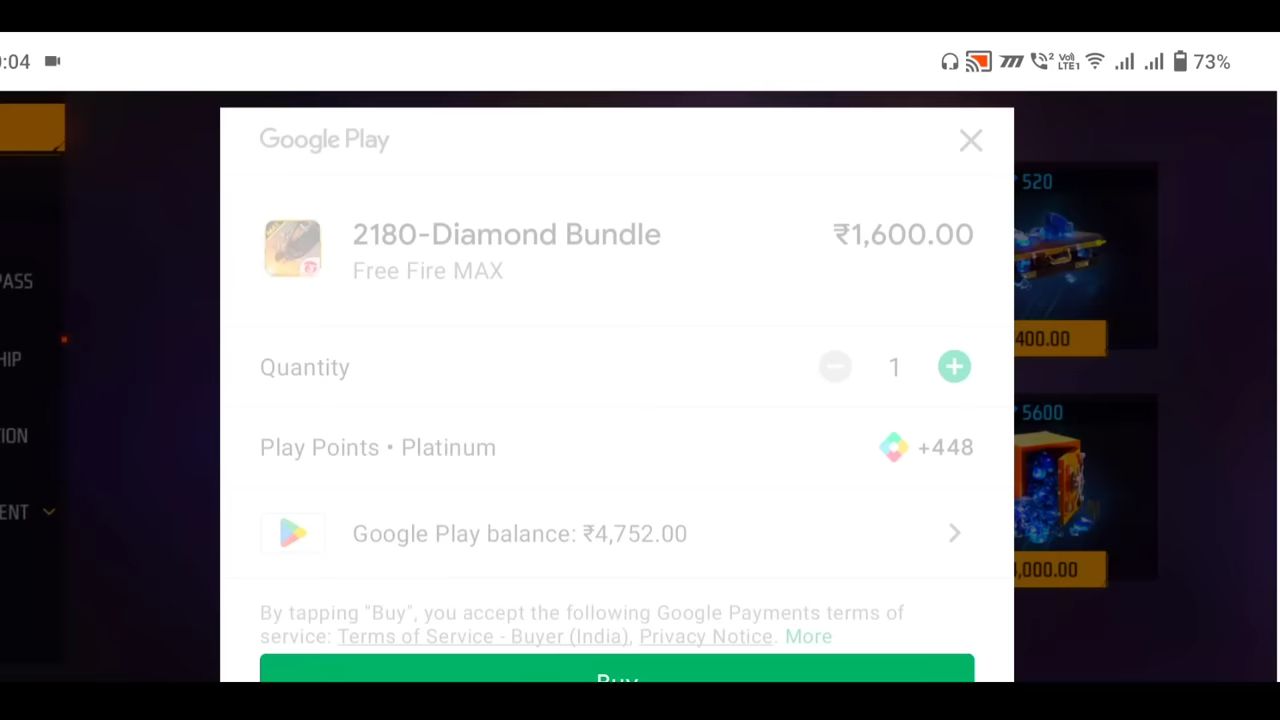 :04
73%
Google Play
2180-Diamond Bundle
₹1,600.00
Free Fire MAX
Quantity
1
Play Points • Platinum
+448
Google Play balance: ₹4,752.00
By tapping "Buy", you accept the following Google Payments terms of
service: Terms of Service - Buyer (India), Privacy Notice. More
Buy
PASS
HIP
TION
ENT
520
400.00
5600
,000.00